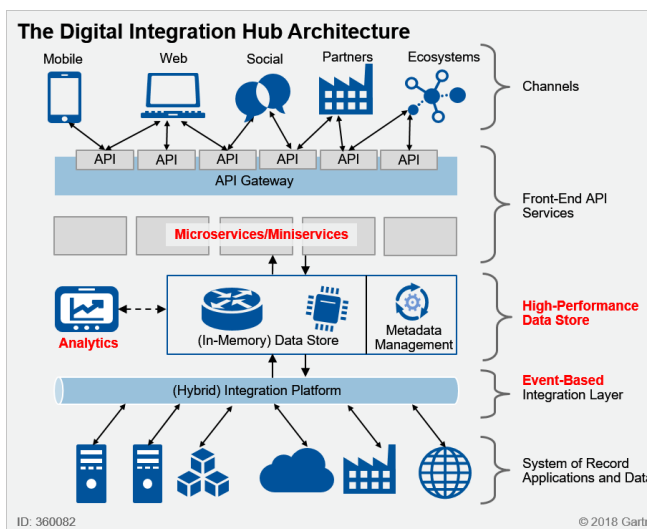 The Digital Integration Hub Architecture
Mobile
Web
Social
Partners
Ecosystems
Channels
API
API
API
API
API
API
API Gateway
Front-End API
Services
Microservices/Miniservices
Analytics
(In-Memory) Data Store
Metadata
Management
High-Performance
Data Store
(Hybrid) Integration Platform
Event-Based
Integration Layer
System of Record
Applications and Data
ID: 360082
© 2018 Gart